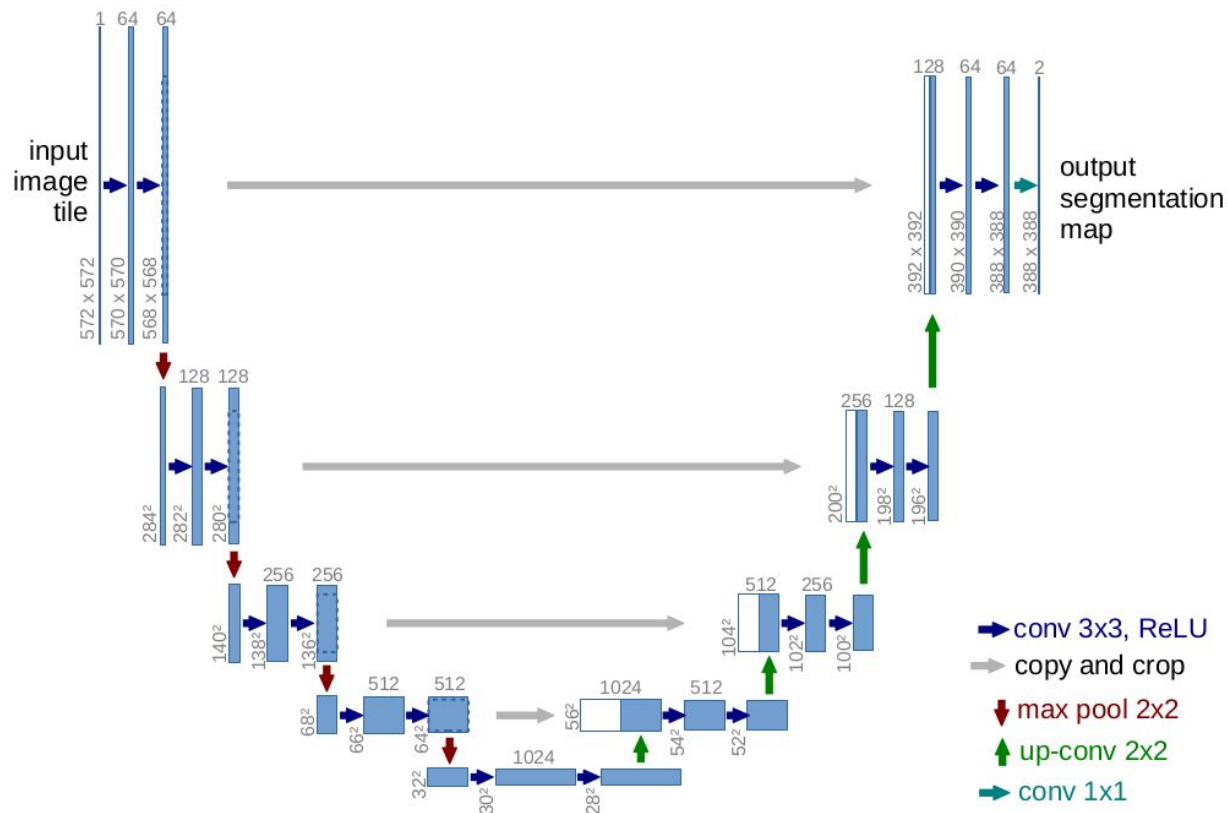 1 64 64
input
image
tile
572 x 572
570 x 570
568 x 568
128 64 64 2
output
segmentation
map
392 x 392
390 x 390
388 x 388
388 x 388
128 128
284²
282²
280²
256 128
200²
198²
196²
256 256
140²
138²
136²
512 256
104²
102²
100²
512 512
68²
66²
64²
1024 512
56²
54²
52²
1024
32²
30²
28²
conv 3x3, ReLU
copy and crop
max pool 2x2
up-conv 2x2
conv 1x1